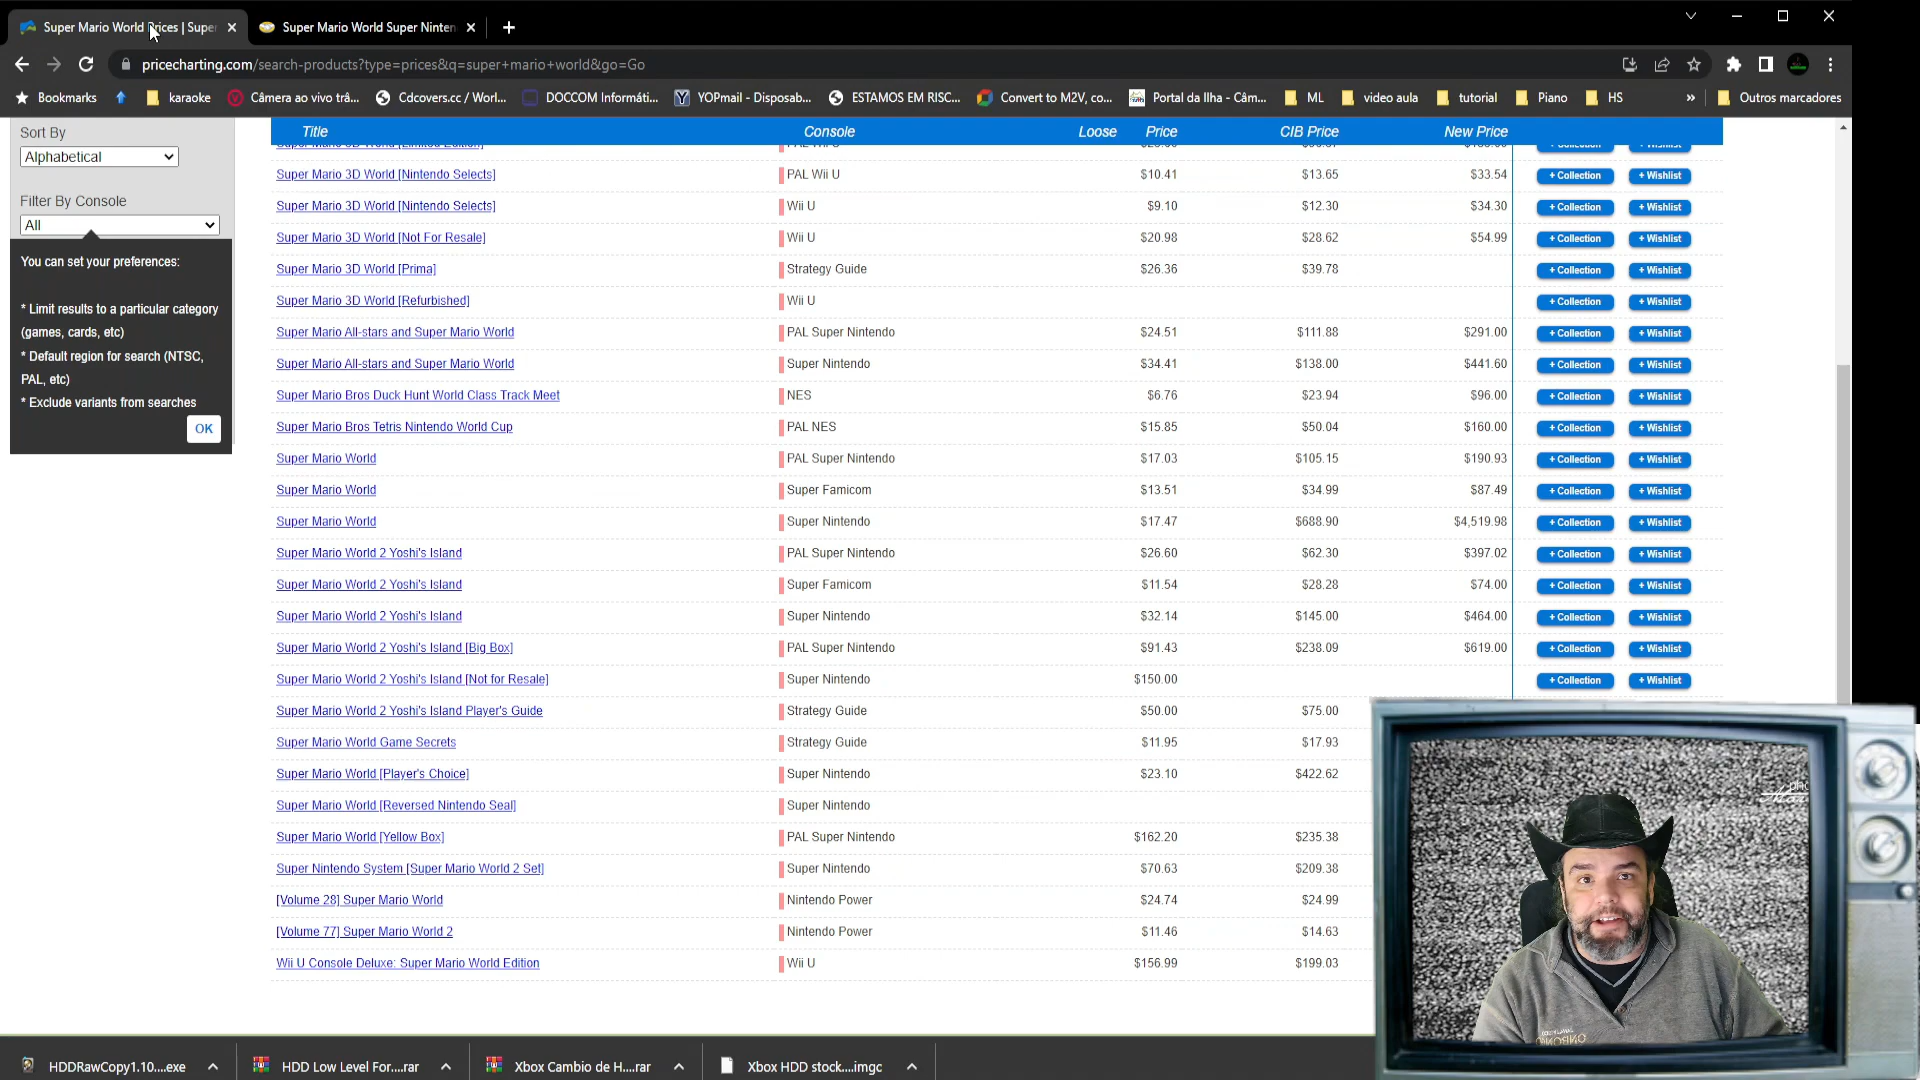 Super Mario World Prices | Super
Super Mario World Super Ninten
pricecharting.com/search-products?type=prices&q=super+mario+world&go=Go
Bookmarks
karaoke
Câmera ao vivo trâ...
Cdcovers.cc / Worl...
DOCCOM Informáti...
YOPmail - Disposab...
ESTAMOS EM RISC...
Convert to M2V, co...
Portal da Ilha - Câm...
ML
video aula
tutorial
Piano
HS
»
Outros marcadores
Sort By
Alphabetical
Filter By Console
All
You can set your preferences:
* Limit results to a particular category
(games, cards, etc)
* Default region for search (NTSC,
PAL, etc)
* Exclude variants from searches
OK
Title Console Loose Price CIB Price New Price
Super Mario 3D World [Limited Edition]
Super Mario 3D World [Nintendo Selects] PAL Wii U $10.41 $13.65 $33.54 + Collection + Wishlist
Super Mario 3D World [Nintendo Selects] Wii U $9.10 $12.30 $34.30 + Collection + Wishlist
Super Mario 3D World [Not For Resale] Wii U $20.98 $28.62 $54.99 + Collection + Wishlist
Super Mario 3D World [Prima] Strategy Guide $26.36 $39.78 + Collection + Wishlist
Super Mario 3D World [Refurbished] Wii U + Collection + Wishlist
Super Mario All-stars and Super Mario World PAL Super Nintendo $24.51 $111.88 $291.00 + Collection + Wishlist
Super Mario All-stars and Super Mario World Super Nintendo $34.41 $138.00 $441.60 + Collection + Wishlist
Super Mario Bros Duck Hunt World Class Track Meet NES $6.76 $23.94 $96.00 + Collection + Wishlist
Super Mario Bros Tetris Nintendo World Cup PAL NES $15.85 $50.04 $160.00 + Collection + Wishlist
Super Mario World PAL Super Nintendo $17.03 $105.15 $190.93 + Collection + Wishlist
Super Mario World Super Famicom $13.51 $34.99 $87.49 + Collection + Wishlist
Super Mario World Super Nintendo $17.47 $688.90 $4,519.98 + Collection + Wishlist
Super Mario World 2 Yoshi's Island PAL Super Nintendo $26.60 $62.30 $397.02 + Collection + Wishlist
Super Mario World 2 Yoshi's Island Super Famicom $11.54 $28.28 $74.00 + Collection + Wishlist
Super Mario World 2 Yoshi's Island Super Nintendo $32.14 $145.00 $464.00 + Collection + Wishlist
Super Mario World 2 Yoshi's Island [Big Box] PAL Super Nintendo $91.43 $238.09 $619.00 + Collection + Wishlist
Super Mario World 2 Yoshi's Island [Not for Resale] Super Nintendo $150.00 + Collection + Wishlist
Super Mario World 2 Yoshi's Island Player's Guide Strategy Guide $50.00 $75.00
Super Mario World Game Secrets Strategy Guide $11.95 $17.93
Super Mario World [Player's Choice] Super Nintendo $23.10 $422.62
Super Mario World [Reversed Nintendo Seal] Super Nintendo
Super Mario World [Yellow Box] PAL Super Nintendo $162.20 $235.38
Super Nintendo System [Super Mario World 2 Set] Super Nintendo $70.63 $209.38
[Volume 28] Super Mario World Nintendo Power $24.74 $24.99
[Volume 77] Super Mario World 2 Nintendo Power $11.46 $14.63
Wii U Console Deluxe: Super Mario World Edition Wii U $156.99 $199.03
HDDRawCopy1.10....exe
HDD Low Level For....rar
Xbox Cambio de H....rar
Xbox HDD stock....imgc